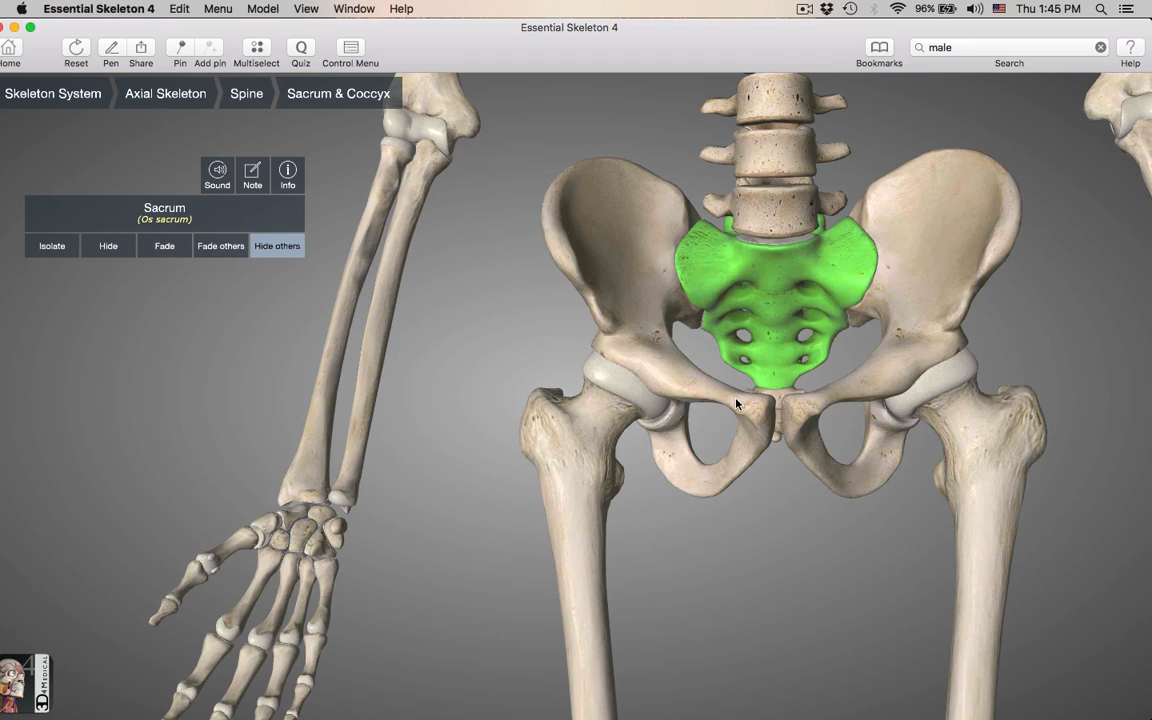 Essential Skeleton 4 Edit Menu Model View Window Help 96% Thu 1:45 PM
Essential Skeleton 4
male
Home Reset Pen Share Pin Add pin Multiselect Quiz Control Menu Bookmarks Search Help
Skeleton System Axial Skeleton Spine Sacrum & Coccyx
Sound Note Info
Sacrum
(Os sacrum)
Isolate Hide Fade Fade others Hide others
4
3D4MEDICAL